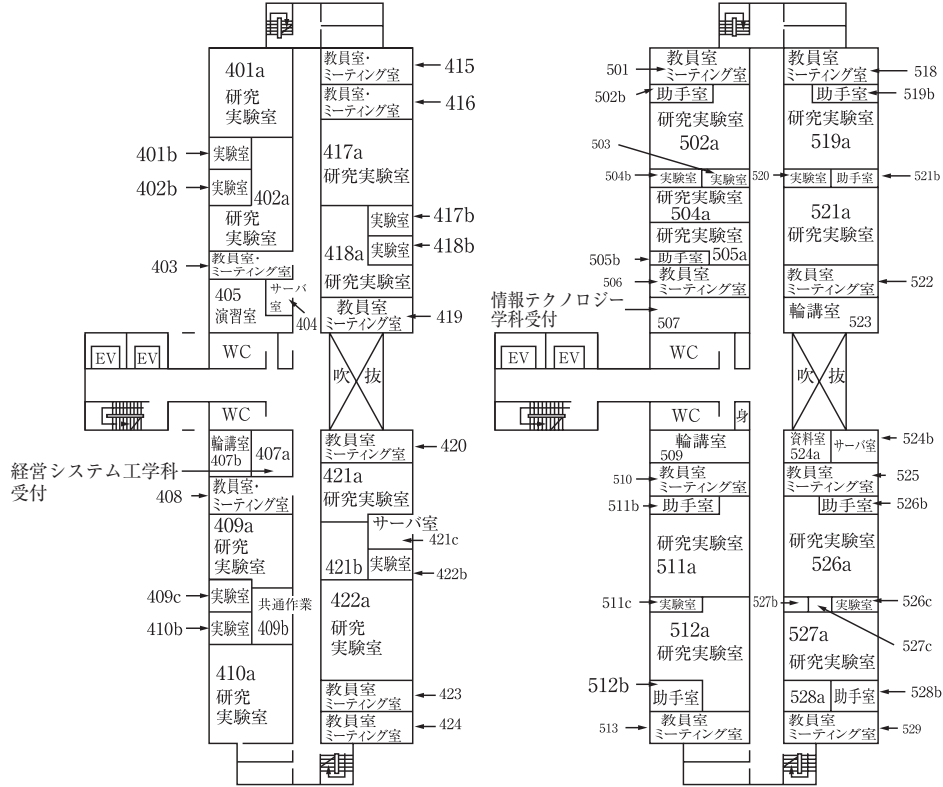 401a
研究
実験室
401b
実験室
402b
実験室
402a
研究
実験室
403
教員室・
ミーティング室
405
演習室
サーバ
室
404
教員室・
ミーティング室
415
教員室・
ミーティング室
416
417a
研究実験室
実験室
417b
418a
実験室
418b
研究実験室
教員室
ミーティング室
419
EV
EV
WC
吹
抜
WC
輪講室
407b
407a
経営システム工学科
受付
408
教員室・
ミーティング室
409a
研究
実験室
409c
実験室
410b
実験室
共通作業
409b
410a
研究
実験室
教員室
ミーティング室
420
421a
研究実験室
サーバ室
421c
421b
実験室
422b
422a
研究
実験室
教員室
ミーティング室
423
教員室
ミーティング室
424
501
教員室
ミーティング室
502b
助手室
研究実験室
502a
503
504b
実験室
実験室
研究実験室
504a
研究実験室
505b
助手室
505a
506
教員室
ミーティング室
情報テクノロジー
学科受付
507
教員室
ミーティング室
518
助手室
519b
研究実験室
519a
520
実験室
助手室
521b
521a
研究実験室
教員室
ミーティング室
522
輪講室
523
EV
EV
WC
吹
抜
WC
身
輪講室
509
510
教員室
ミーティング室
511b
助手室
研究実験室
511a
511c
実験室
512a
研究実験室
512b
助手室
513
教員室
ミーティング室
資料室
524a
サーバ室
524b
教員室
ミーティング室
525
助手室
526b
研究実験室
526a
527b
実験室
526c
527a
527c
研究実験室
528a
助手室
528b
教員室
ミーティング室
529